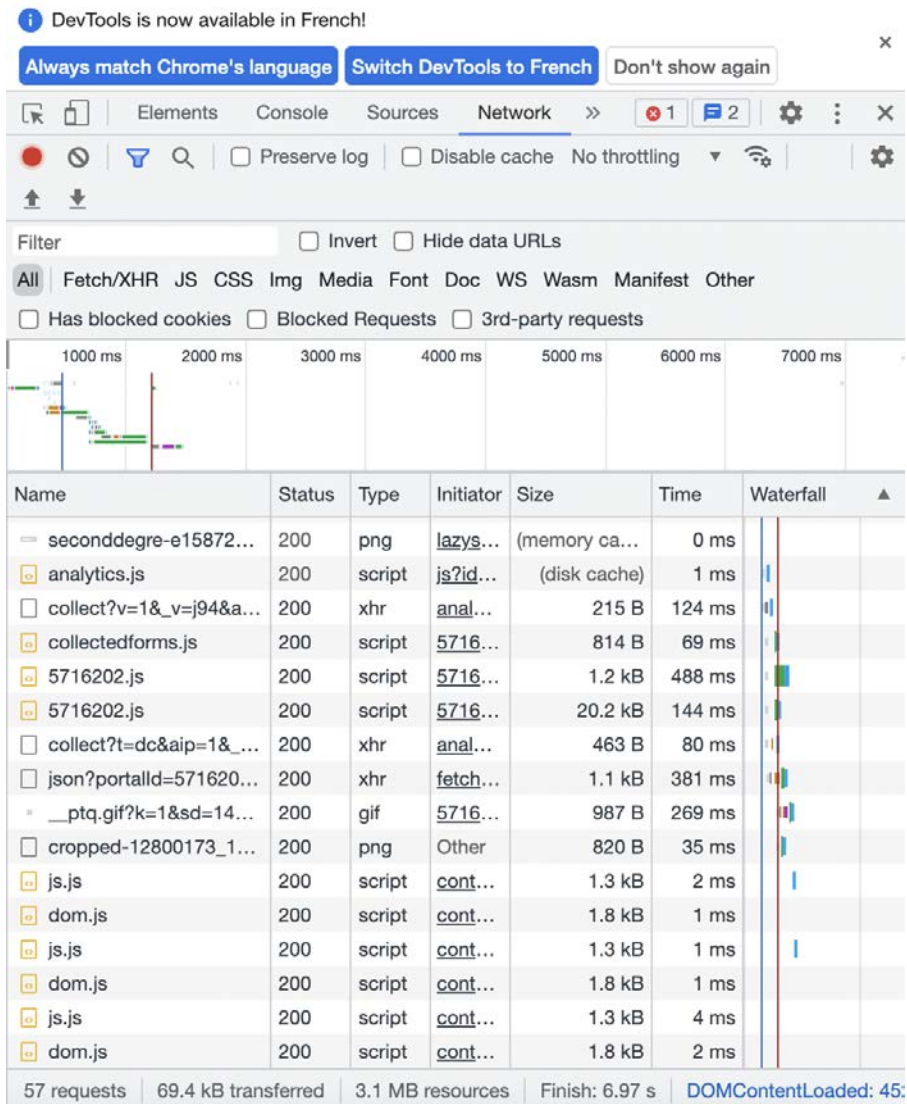 DevTools is now available in French!
Always match Chrome's language Switch DevTools to French Don't show again
Elements Console Sources Network 1 2
Preserve log Disable cache No throttling
Filter Invert Hide data URLs
All Fetch/XHR JS CSS Img Media Font Doc WS Wasm Manifest Other
Has blocked cookies Blocked Requests 3rd-party requests
1000 ms 2000 ms 3000 ms 4000 ms 5000 ms 6000 ms 7000 ms
Name Status Type Initiator Size Time Waterfall
seconddegre-e15872... 200 png lazys... (memory ca... 0 ms
analytics.js 200 script js?id... (disk cache) 1 ms
collect?v=1&_v=j94&a... 200 xhr anal... 215 B 124 ms
collectedforms.js 200 script 5716... 814 B 69 ms
5716202.js 200 script 5716... 1.2 kB 488 ms
5716202.js 200 script 5716... 20.2 kB 144 ms
collect?t=dc&aip=1&_... 200 xhr anal... 463 B 80 ms
json?portalId=571620... 200 xhr fetch... 1.1 kB 381 ms
__ptq.gif?k=1&sd=14... 200 gif 5716... 987 B 269 ms
cropped-12800173_1... 200 png Other 820 B 35 ms
js.js 200 script cont... 1.3 kB 2 ms
dom.js 200 script cont... 1.8 kB 1 ms
js.js 200 script cont... 1.3 kB 1 ms
dom.js 200 script cont... 1.8 kB 1 ms
js.js 200 script cont... 1.3 kB 4 ms
dom.js 200 script cont... 1.8 kB 2 ms
57 requests 69.4 kB transferred 3.1 MB resources Finish: 6.97 s DOMContentLoaded: 45